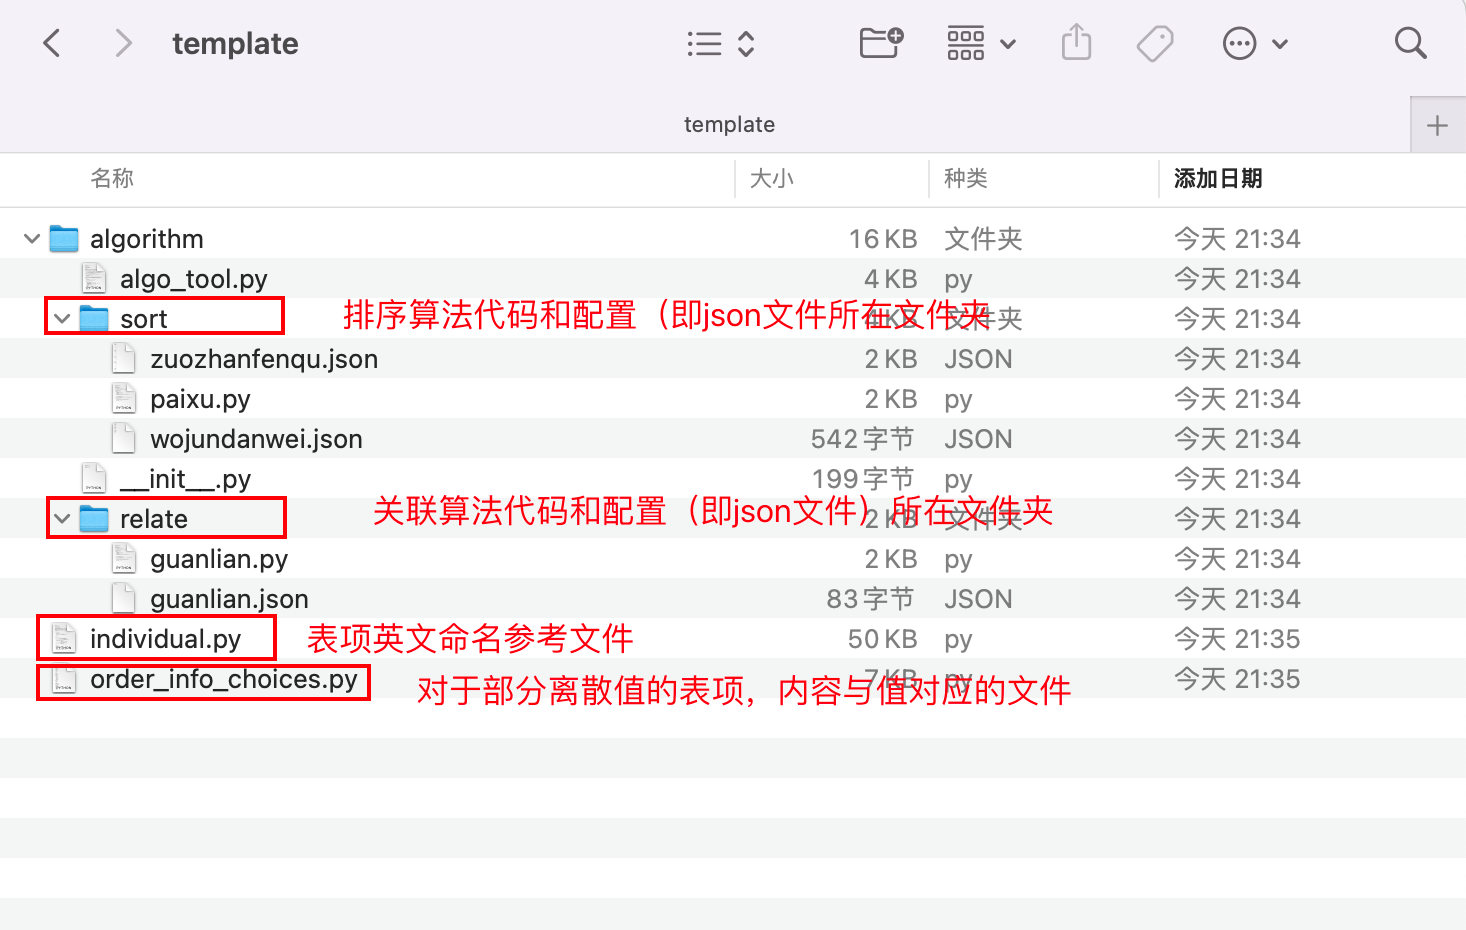 template
template
名称 大小 种类 添加日期
algorithm 16 KB 文件夹 今天 21:34
algo_tool.py 4 KB py 今天 21:34
sort 4 KB 文件夹 今天 21:34
排序算法代码和配置（即json文件所在文件夹
zuozhanfenqu.json 2 KB JSON 今天 21:34
paixu.py 2 KB py 今天 21:34
wojundanwei.json 542 字节 JSON 今天 21:34
__init__.py 199 字节 py 今天 21:34
relate 2 KB 文件夹 今天 21:34
关联算法代码和配置（即json文件）所在文件夹
guanlian.py 2 KB py 今天 21:34
guanlian.json 83 字节 JSON 今天 21:34
individual.py 50 KB py 今天 21:35
表项英文命名参考文件
order_info_choices.py 7 KB py 今天 21:35
对于部分离散值的表项，内容与值对应的文件